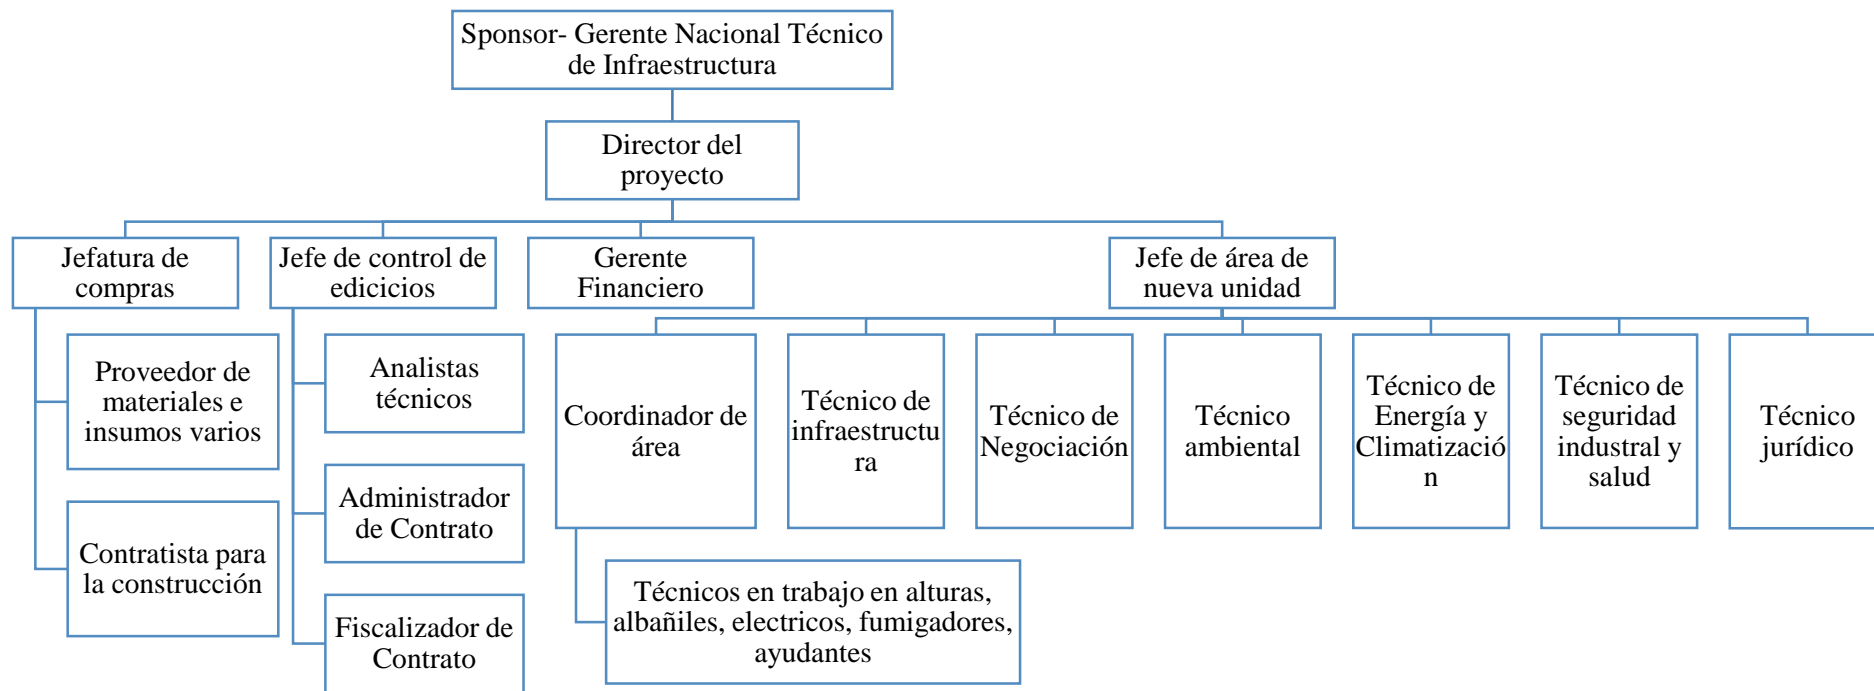 Sponsor- Gerente Nacional Técnico
de Infraestructura
Director del
proyecto
Jefatura de
compras
Jefe de control de
edicicios
Gerente
Financiero
Jefe de área de
nueva unidad
Proveedor de
materiales e
insumos varios
Contratista para
la construcción
Analistas
técnicos
Administrador
de Contrato
Fiscalizador de
Contrato
Coordinador de
área
Técnico de
infraestructu
ra
Técnico de
Negociación
Técnico
ambiental
Técnico de
Energía y
Climatizació
n
Técnico de
seguridad
industral y
salud
Técnico
jurídico
Técnicos en trabajo en alturas,
albañiles, electricos, fumigadores,
ayudantes